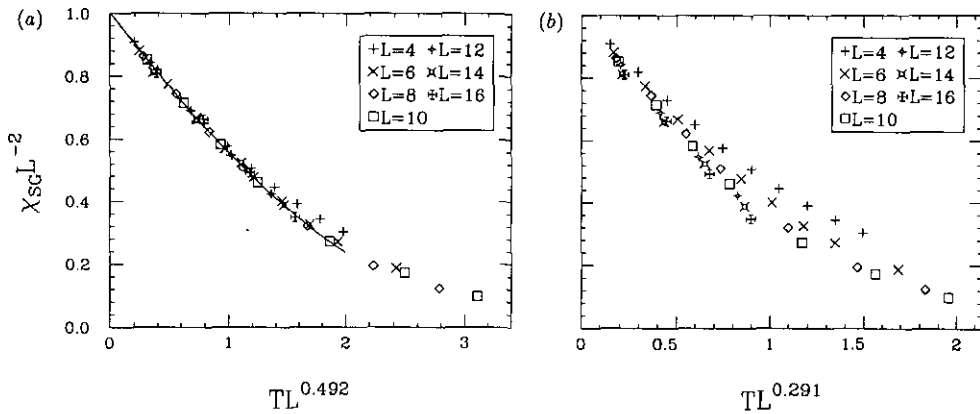 (a)
χSGL⁻²
1.0
0.8
0.6
0.4
0.2
0.0
0
1
2
3
TL^0.492
+ L=4 + L=12
× L=6 ¤ L=14
◇ L=8 ✠ L=16
□ L=10
(b)
0
0.5
1
1.5
2
TL^0.291
+ L=4 + L=12
× L=6 ¤ L=14
◇ L=8 ✠ L=16
□ L=10